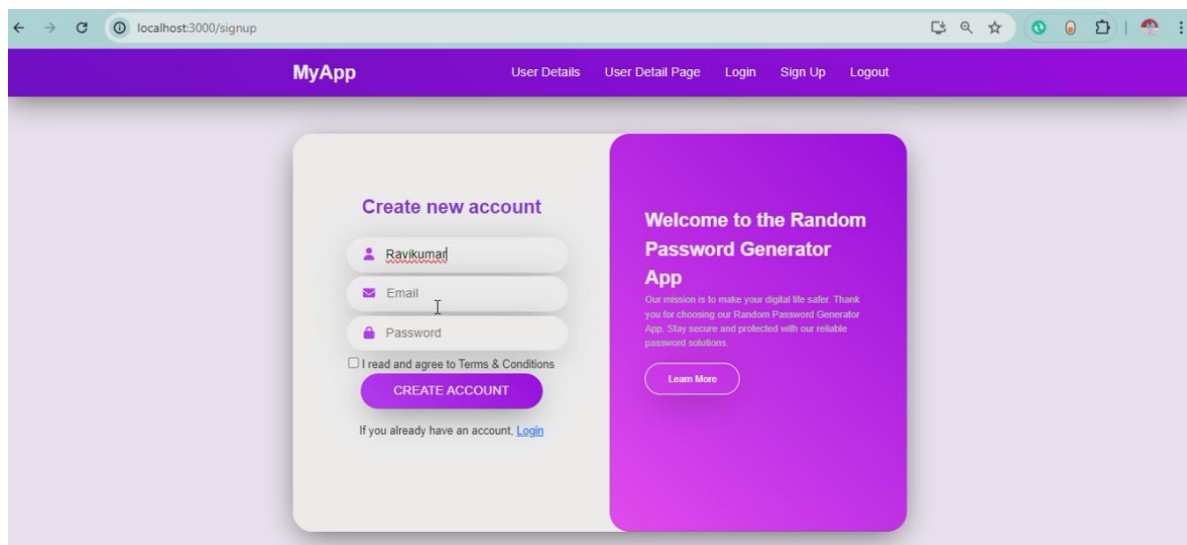 localhost:3000/signup
MyApp User Details User Detail Page Login Sign Up Logout
Create new account
Ravikumar
Email
Password
I read and agree to Terms & Conditions
CREATE ACCOUNT
If you already have an account, Login
Welcome to the Random
Password Generator
App
Our mission is to make your digital life safer. Thank
you for choosing our Random Password Generator
App. Stay secure and protected with our reliable
password solutions.
Learn More